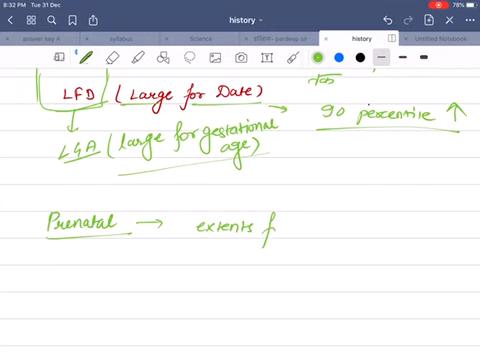 8:32 PM Tue 31 Dec
78%
history
answer key A
syllabus
Science
history
Untitled Notebook
LFD (Large for Date)
90 percentive ↑
LGA (large for gestational
age)
Prenatal → extents f